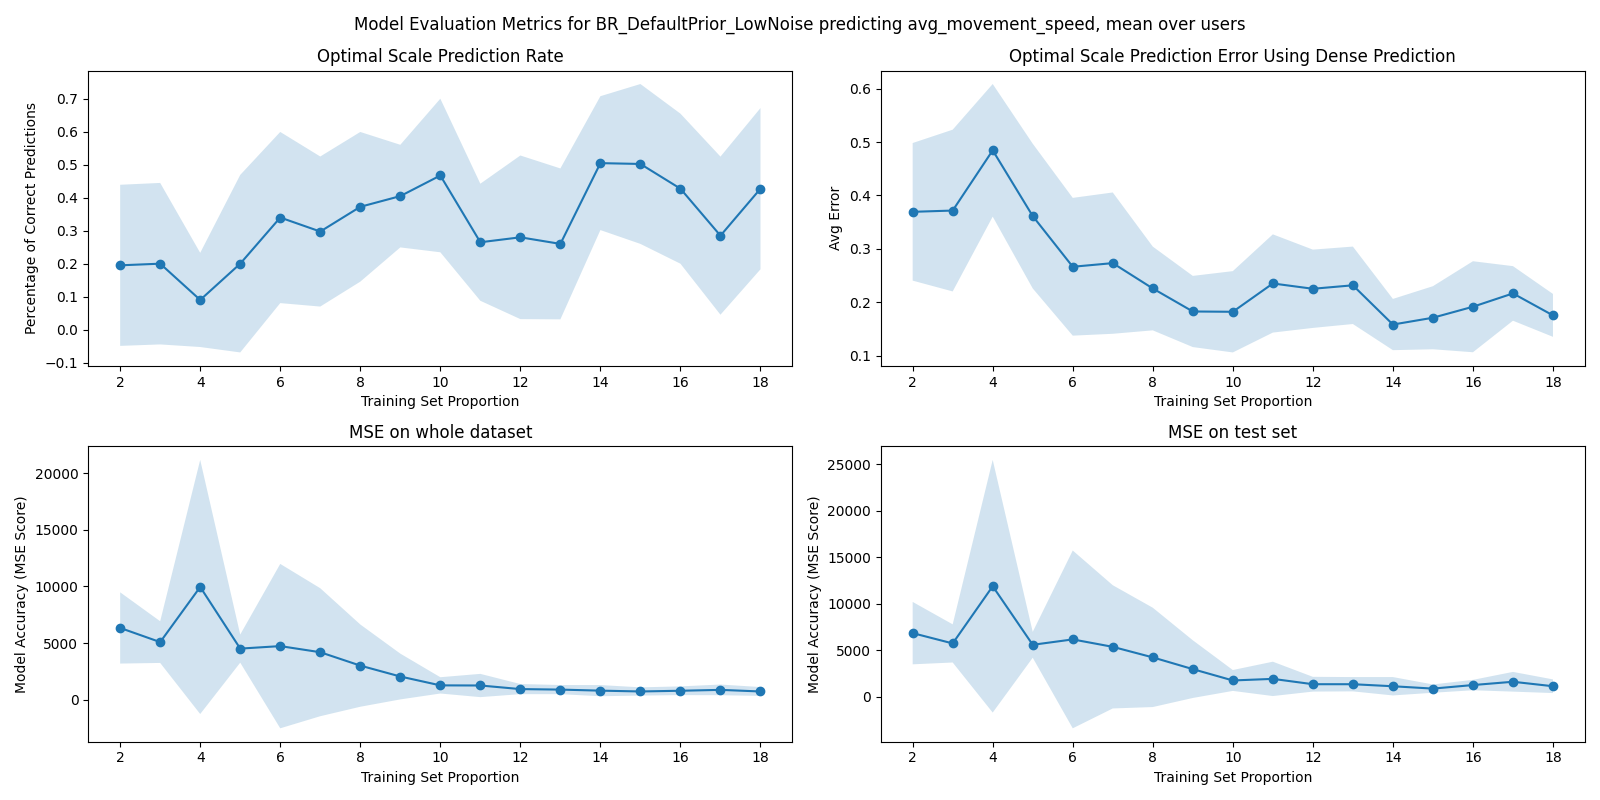 Model Evaluation Metrics for BR_DefaultPrior_LowNoise predicting avg_movement_speed, mean over users
Optimal Scale Prediction Rate
Percentage of Correct Predictions
0.7
0.6
0.5
0.4
0.3
0.2
0.1
0.0
−0.1
2 4 6 8 10 12 14 16 18
Training Set Proportion
Optimal Scale Prediction Error Using Dense Prediction
Avg Error
0.6
0.5
0.4
0.3
0.2
0.1
2 4 6 8 10 12 14 16 18
Training Set Proportion
MSE on whole dataset
Model Accuracy (MSE Score)
20000
15000
10000
5000
0
2 4 6 8 10 12 14 16 18
Training Set Proportion
MSE on test set
Model Accuracy (MSE Score)
25000
20000
15000
10000
5000
0
2 4 6 8 10 12 14 16 18
Training Set Proportion